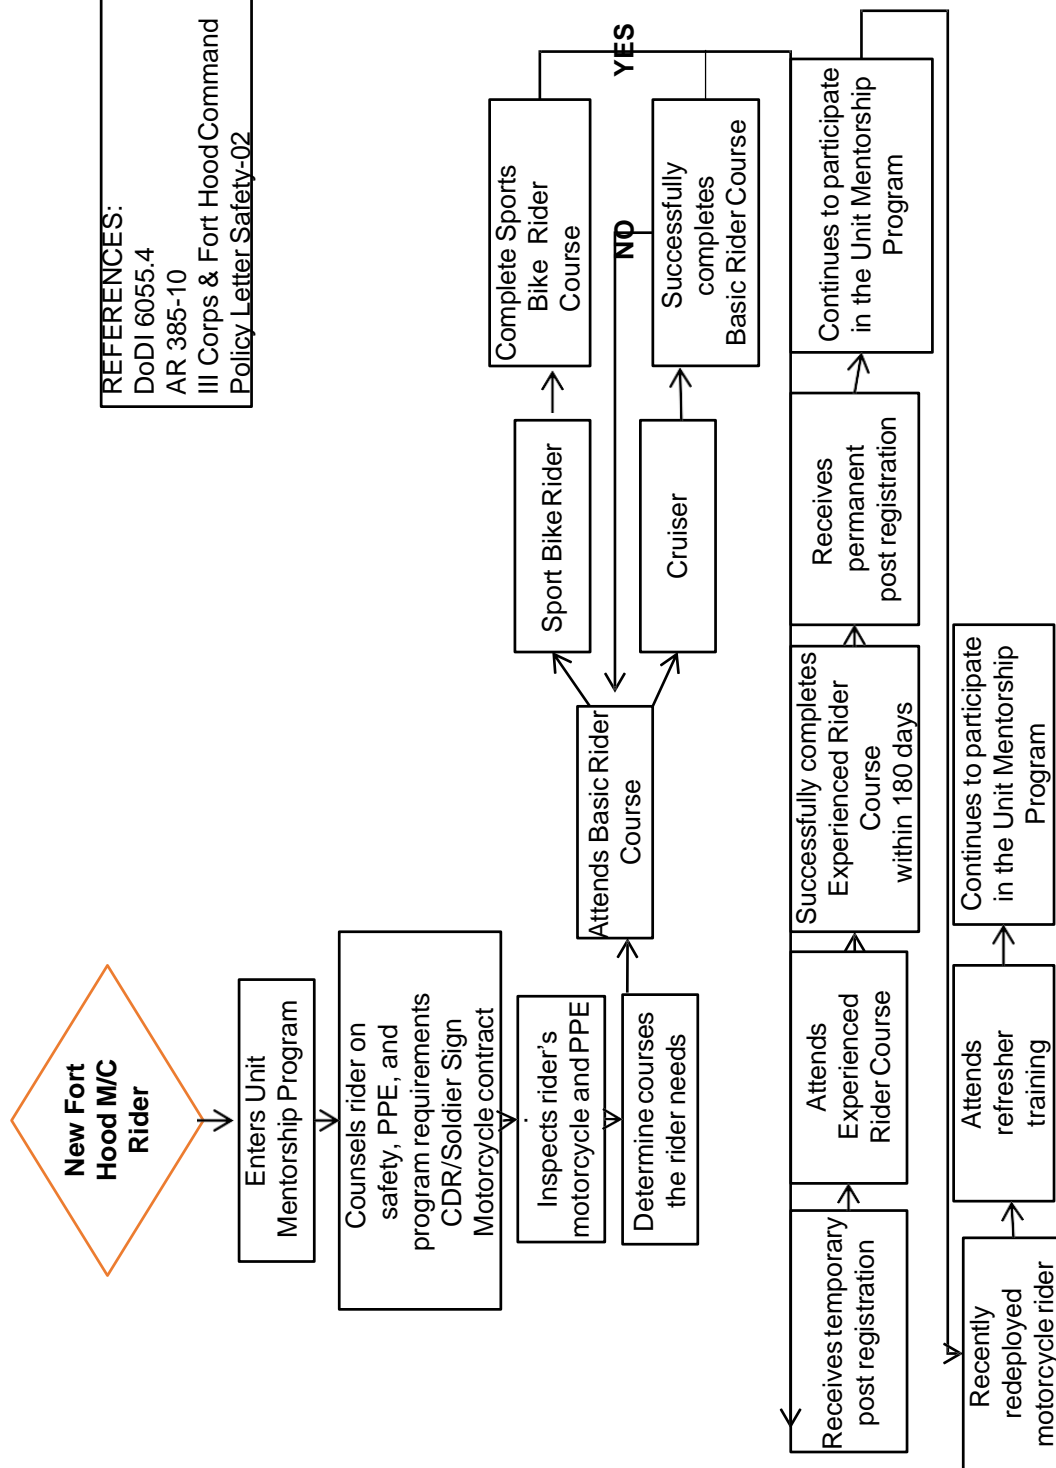 REFERENCES:
DoDI 6055.4
AR 385-10
III Corps & Fort Hood Command
Policy Letter Safety-02
New Fort
Hood M/C
Rider
Enters Unit
Mentorship Program
Counsels rider on
safety, PPE, and
program requirements
CDR/Soldier Sign
Motorcycle contract
.
Inspects rider’s
motorcycle and PPE
Determine courses
the rider needs
Attends Basic Rider
Course
Sport Bike Rider
Complete Sports
Bike Rider
Course
Cruiser
Successfully
completes
Basic Rider Course
NO
YES
Receives temporary
post registration
Attends
Experienced
Rider Course
Successfully completes
Experienced Rider
Course
within 180 days
Receives
permanent
post registration
Continues to participate
in the Unit Mentorship
Program
Recently
redeployed
motorcycle rider
Attends
refresher
training
Continues to participate
in the Unit Mentorship
Program